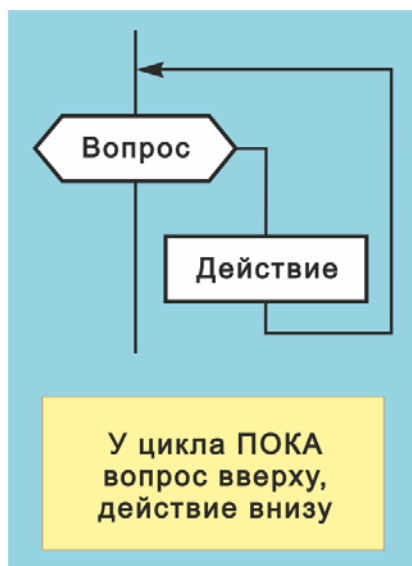 Вопрос
Действие
У цикла ПОКА
вопрос вверху,
действие внизу